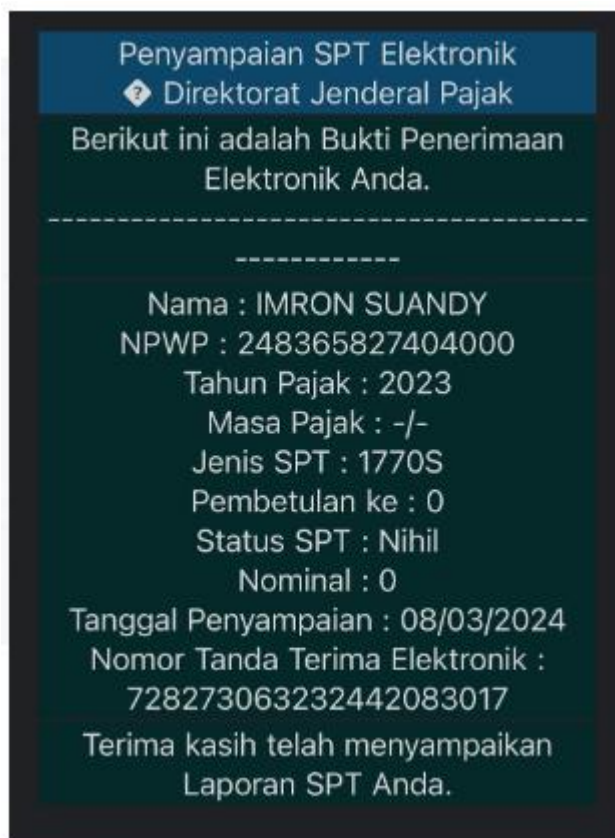 Penyampaian SPT Elektronik
� Direktorat Jenderal Pajak
Berikut ini adalah Bukti Penerimaan
Elektronik Anda.
---------------------------------------
------------
Nama : IMRON SUANDY
NPWP : 248365827404000
Tahun Pajak : 2023
Masa Pajak : -/-
Jenis SPT : 1770S
Pembetulan ke : 0
Status SPT : Nihil
Nominal : 0
Tanggal Penyampaian : 08/03/2024
Nomor Tanda Terima Elektronik :
728273063232442083017
Terima kasih telah menyampaikan
Laporan SPT Anda.